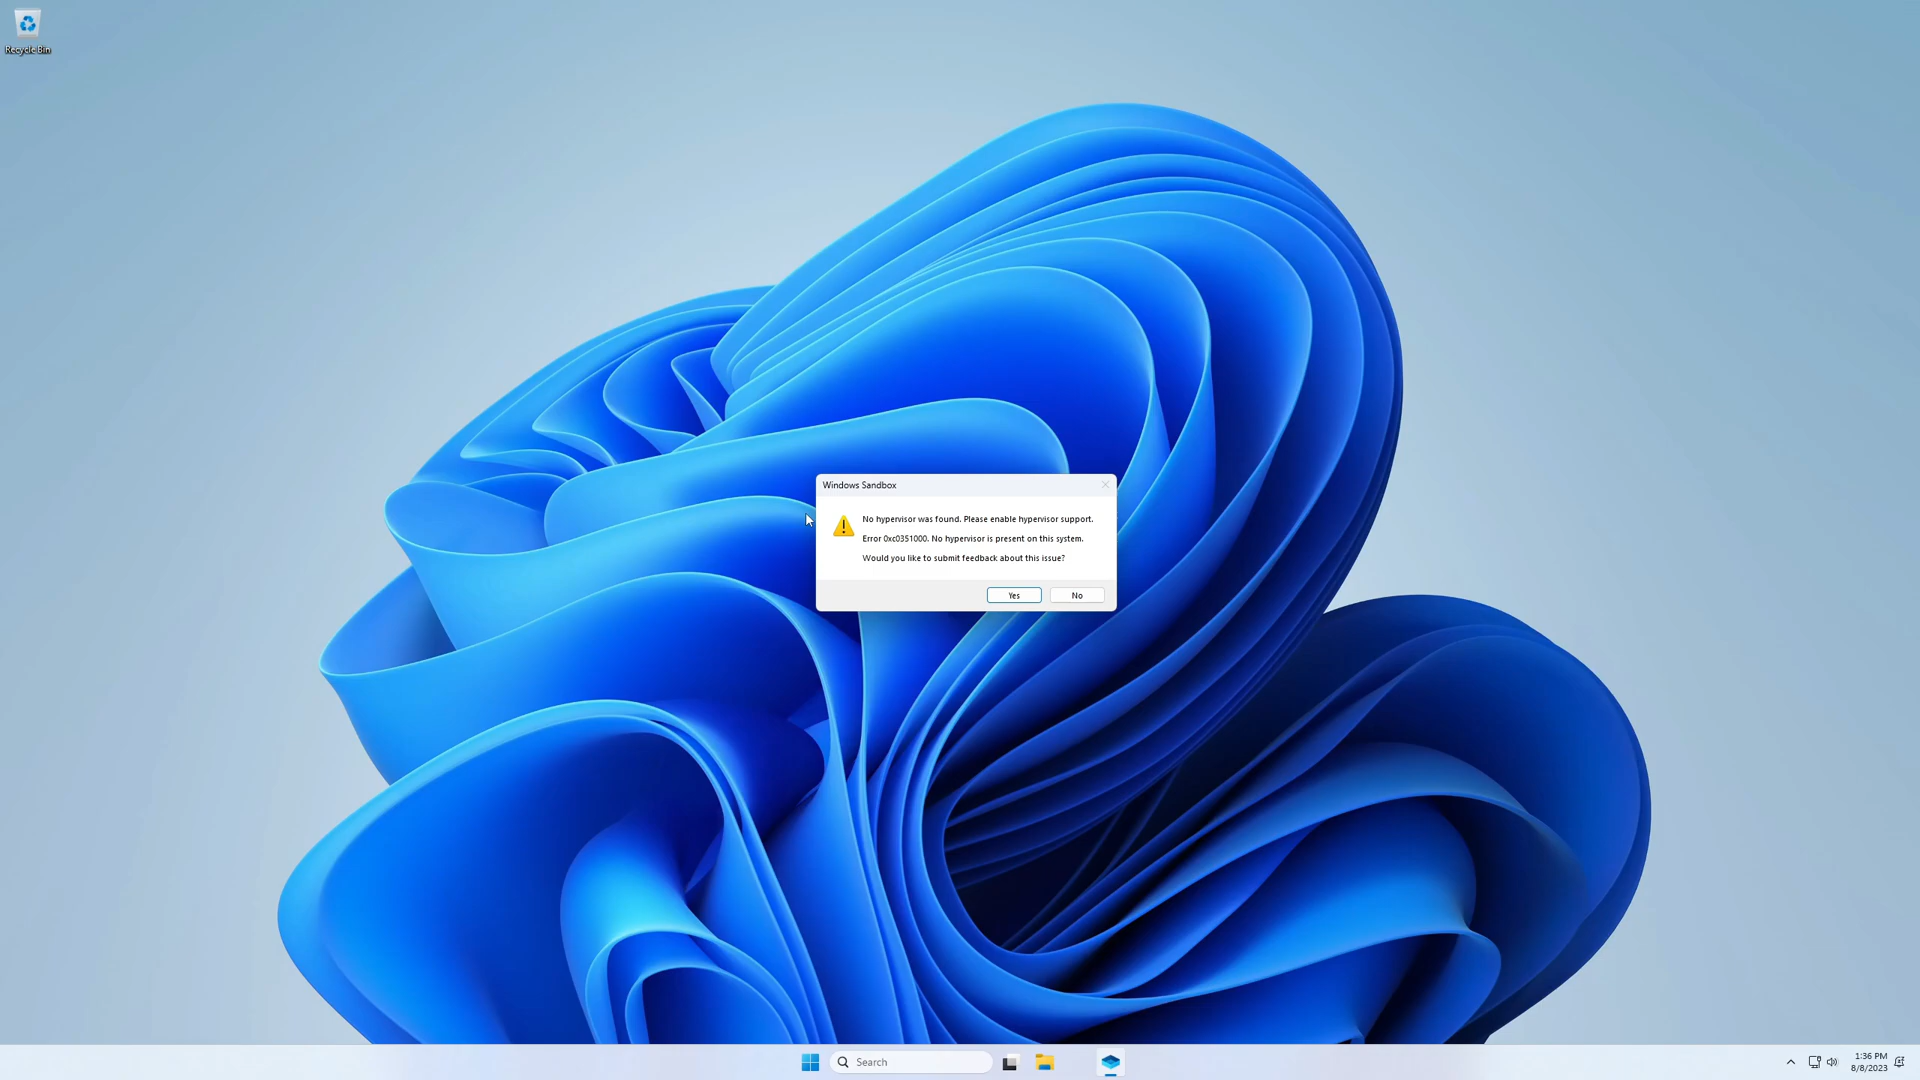 Recycle Bin
Windows Sandbox
No hypervisor was found. Please enable hypervisor support.
Error 0xc0351000. No hypervisor is present on this system.
Would you like to submit feedback about this issue?
Yes
No
Search
1:36 PM
8/8/2023